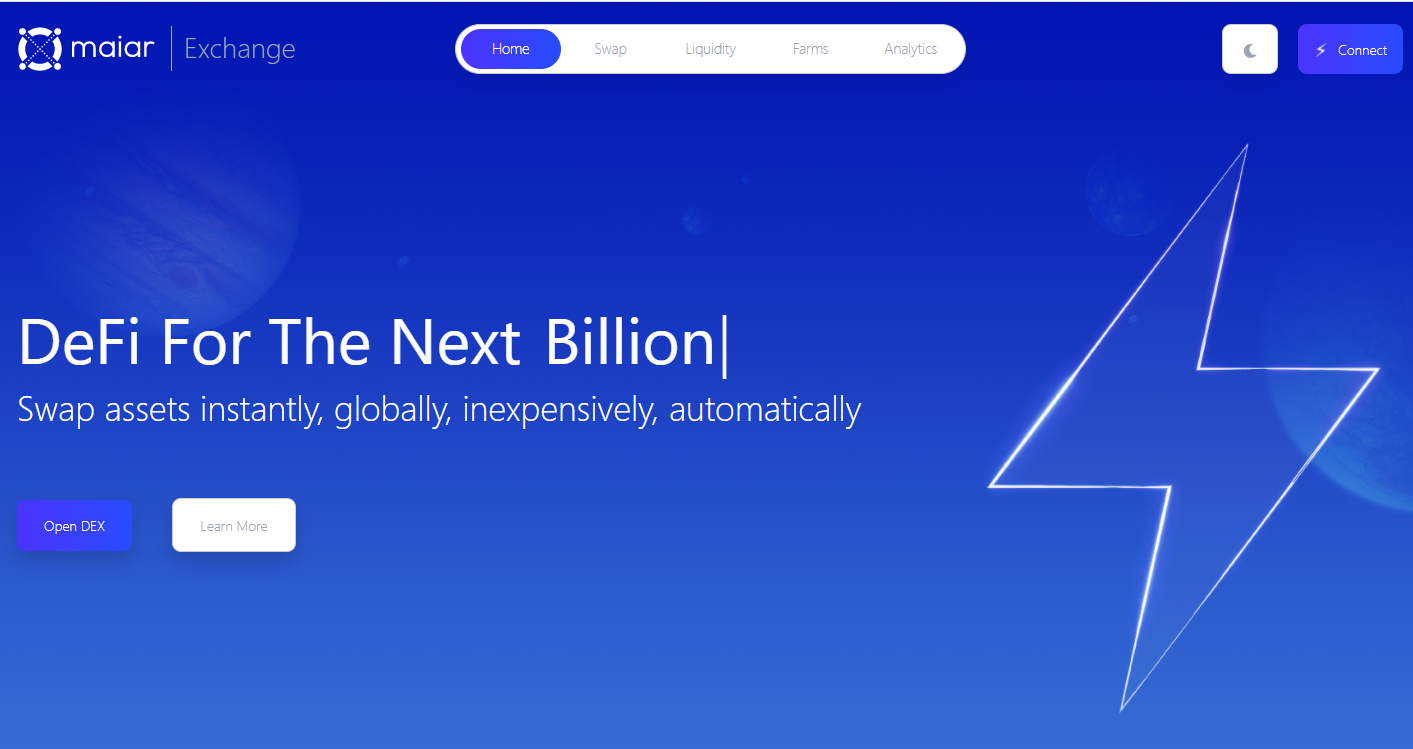 maiar | Exchange
Home Swap Liquidity Farms Analytics
Connect
DeFi For The Next Billion|
Swap assets instantly, globally, inexpensively, automatically
Open DEX Learn More